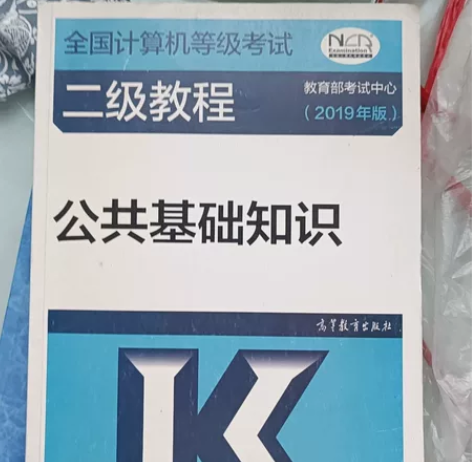 全国计算机等级考试
NCR
Examination
二级教程
教育部考试中心
（2019年版）
公共基础知识
高等教育出版社
K